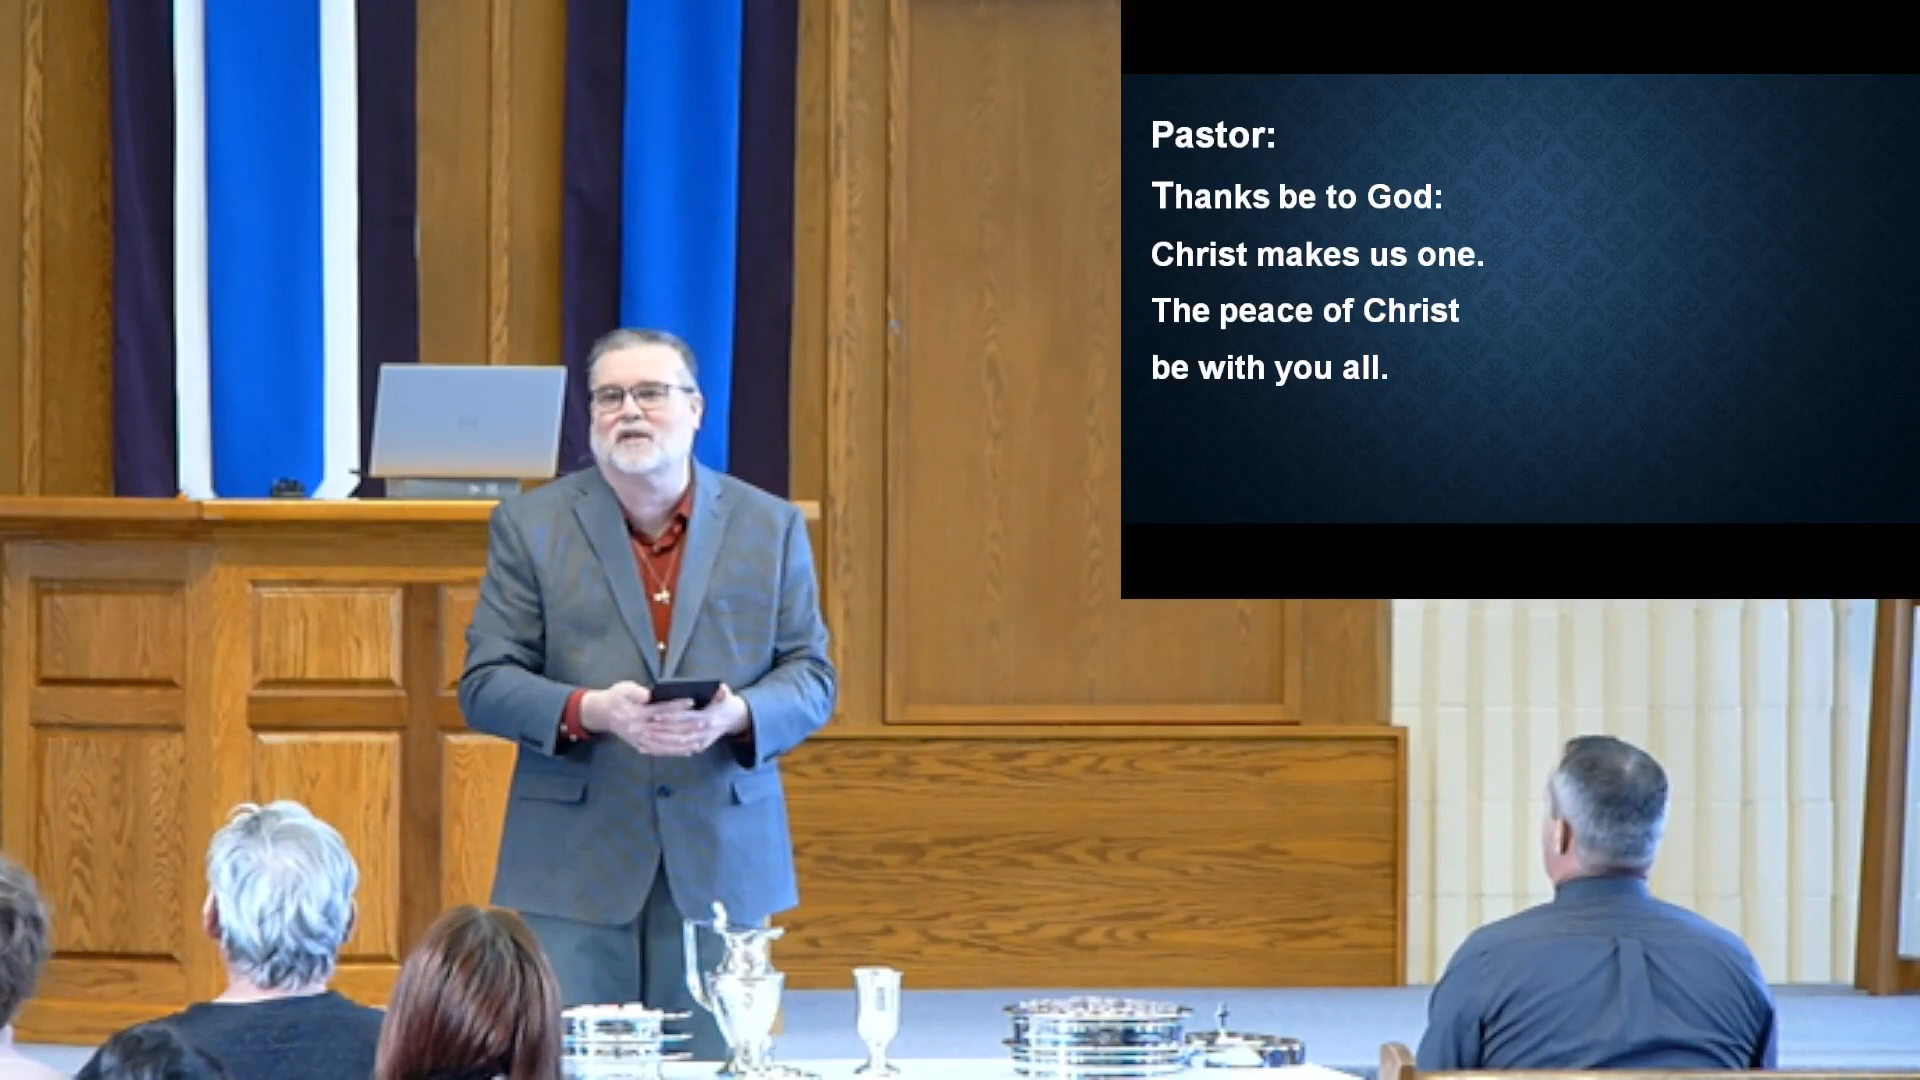 Pastor:
Thanks be to God:
Christ makes us one.
The peace of Christ
be with you all.